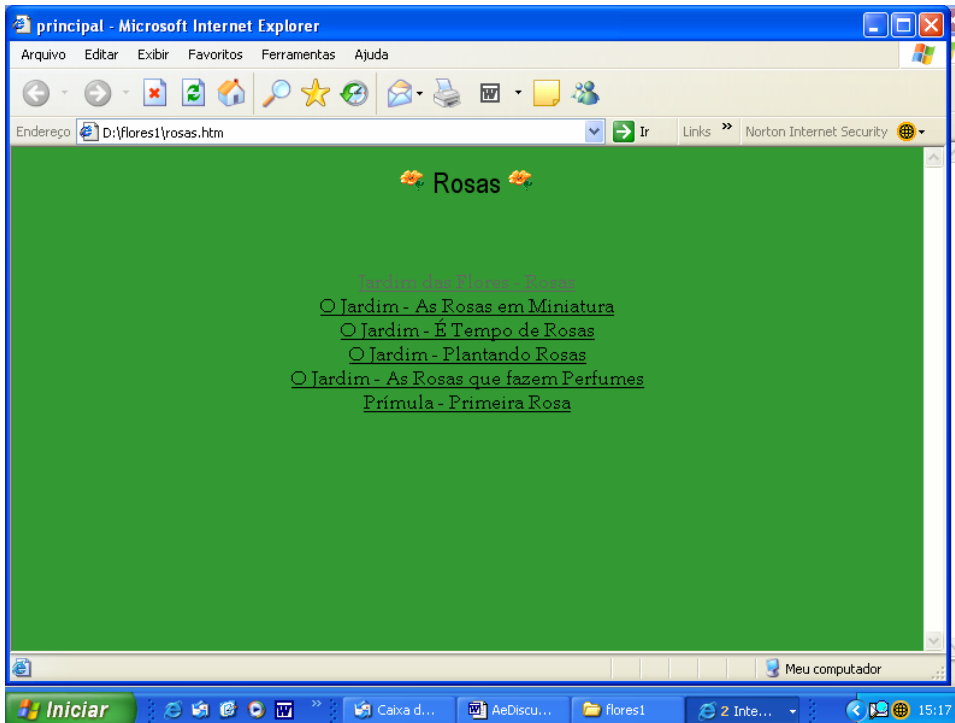 principal - Microsoft Internet Explorer
Arquivo Editar Exibir Favoritos Ferramentas Ajuda
Endereço D:\flores1\rosas.htm Ir Links » Norton Internet Security
Rosas
Jardim das Flores - Rosas
O Jardim - As Rosas em Miniatura
O Jardim - É Tempo de Rosas
O Jardim - Plantando Rosas
O Jardim - As Rosas que fazem Perfumes
Prímula - Primeira Rosa
Meu computador
Iniciar » Caixa d... AeDiscu... flores1 2 Inte... 15:17